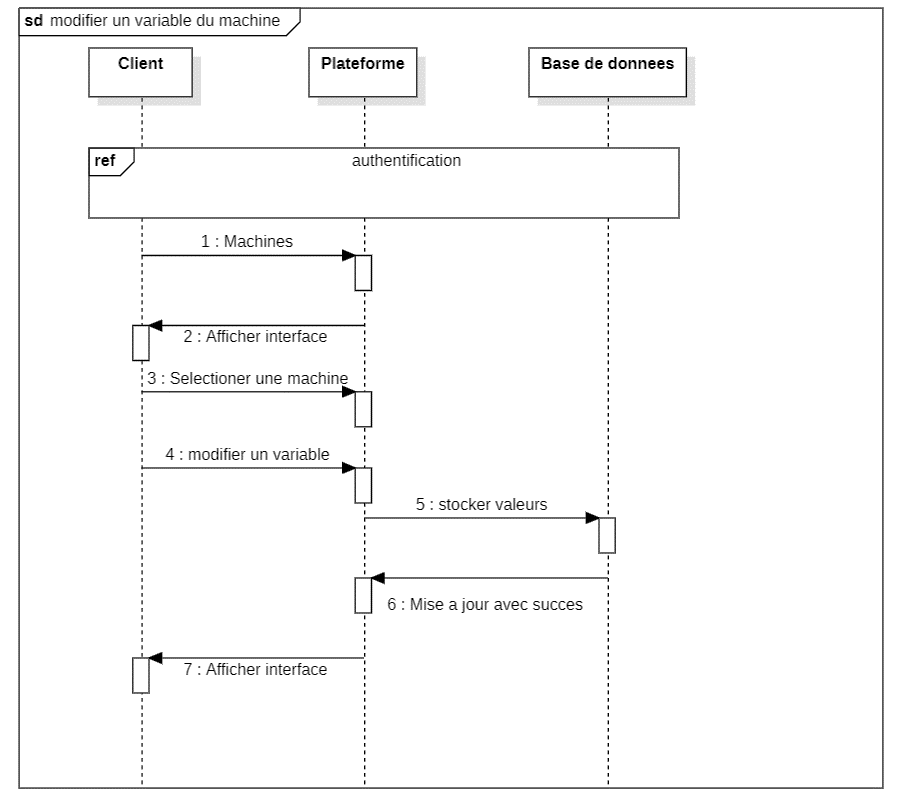 sd modifier un variable du machine
Client
Plateforme
Base de donnees
ref
authentification
1 : Machines
2 : Afficher interface
3 : Selectioner une machine
4 : modifier un variable
5 : stocker valeurs
6 : Mise a jour avec succes
7 : Afficher interface